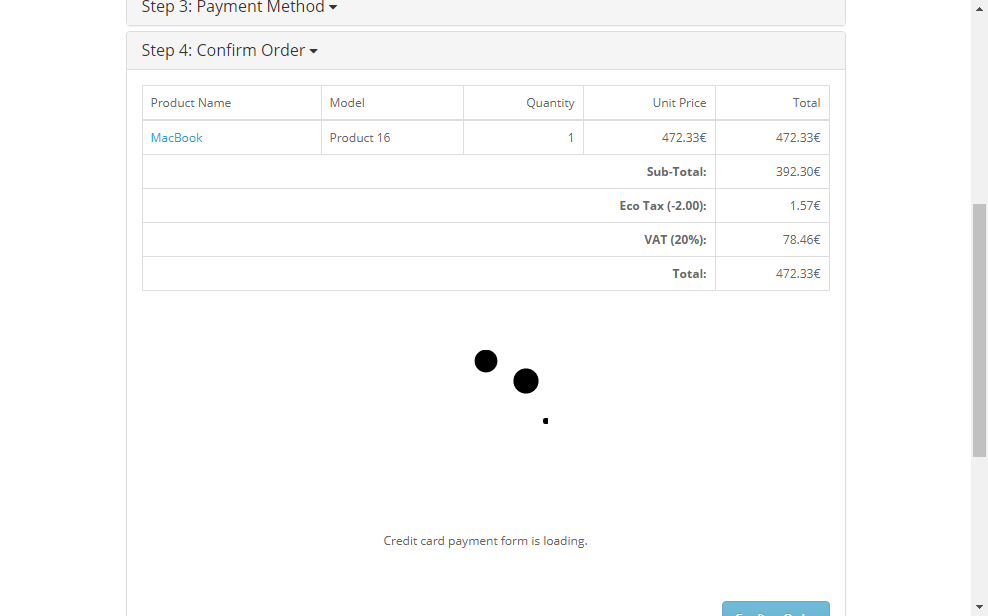 Step 3: Payment Method
Step 4: Confirm Order
Product Name Model Quantity Unit Price Total
MacBook Product 16 1 472.33€ 472.33€
Sub-Total: 392.30€
Eco Tax (-2.00): 1.57€
VAT (20%): 78.46€
Total: 472.33€
Credit card payment form is loading.